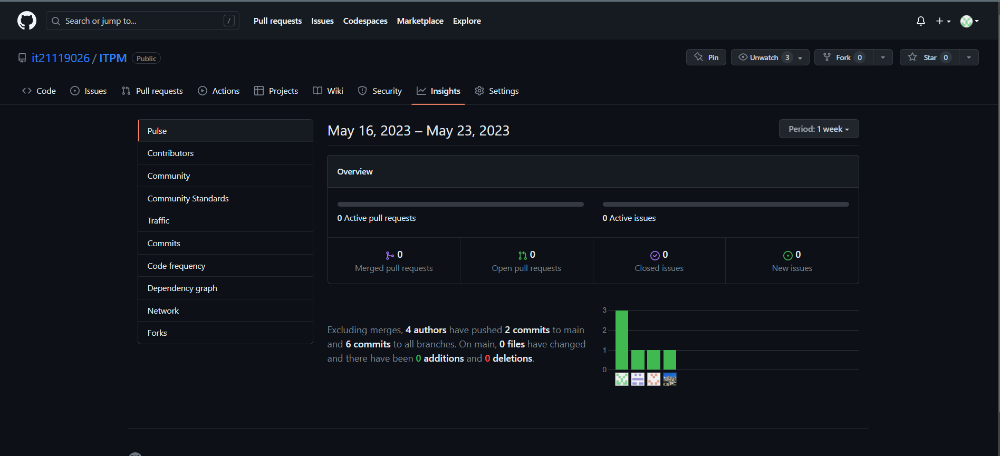 Search or jump to... /
Pull requests Issues Codespaces Marketplace Explore
it21119026 / ITPM Public
Pin Unwatch 3 Fork 0 Star 0
Code Issues Pull requests Actions Projects Wiki Security Insights Settings
Pulse
Contributors
Community
Community Standards
Traffic
Commits
Code frequency
Dependency graph
Network
Forks
May 16, 2023 – May 23, 2023
Period: 1 week
Overview
0 Active pull requests
0 Active issues
0
Merged pull requests
0
Open pull requests
0
Closed issues
0
New issues
Excluding merges, 4 authors have pushed 2 commits to main
and 6 commits to all branches. On main, 0 files have changed
and there have been 0 additions and 0 deletions.
3
2
1
0